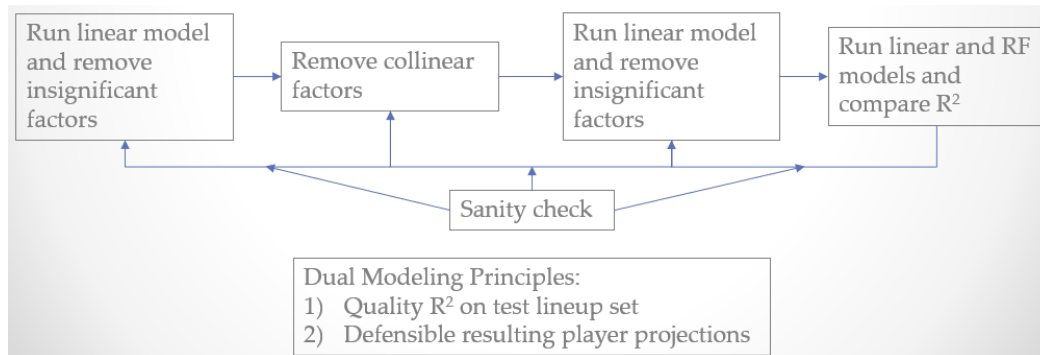 Run linear model
and remove
insignificant
factors
Remove collinear
factors
Run linear model
and remove
insignificant
factors
Run linear and RF
models and
compare R²
Sanity check
Dual Modeling Principles:
1) Quality R² on test lineup set
2) Defensible resulting player projections